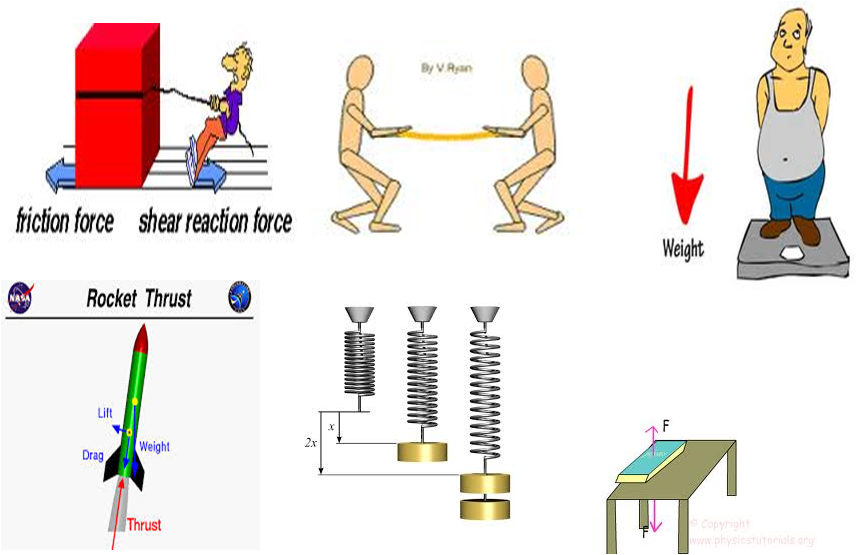 By V.Ryan
friction force
shear reaction force
Weight
NASA
Rocket Thrust
Lift
Drag
Weight
Thrust
x
2x
F
F
© Copyright
www.physicstutorials.org